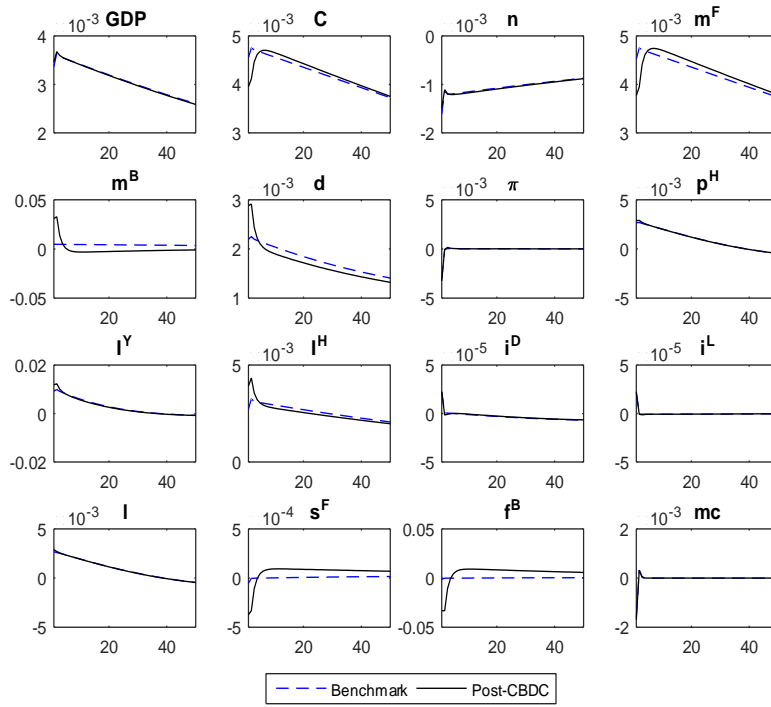 GDP C n m^F
4 ×10^-3 5 ×10^-3 0 ×10^-3 5 ×10^-3
3 4 -1 4
2 3 -2 3
20 40 20 40 20 40 20 40
m^B d π p^H
0.05 3 ×10^-3 5 ×10^-3 5 ×10^-3
0 2 0 0
-0.05 1 -5 -5
20 40 20 40 20 40 20 40
l^Y l^H i^D i^L
0.02 5 ×10^-3 5 ×10^-5 5 ×10^-5
0 0 0
-0.02 0 -5 -5
20 40 20 40 20 40 20 40
I s^F f^B mc
5 ×10^-3 5 ×10^-4 0.05 2 ×10^-3
0 0 0 0
-5 -5 -0.05 -2
20 40 20 40 20 40 20 40
Benchmark Post-CBDC